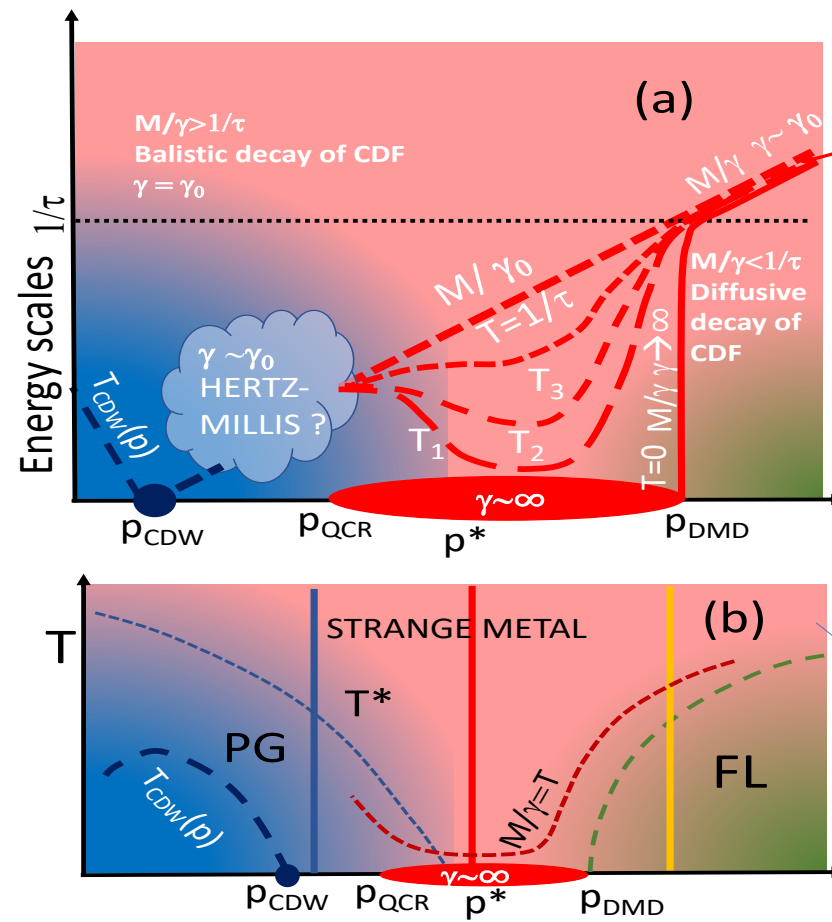 (a)
M/γ>1/τ
Balistic decay of CDF
γ = γ₀
Energy scales 1/τ
M/γ γ~ γ₀
M/ γ₀
T=1/τ
M/γ<1/τ
Diffusive
decay of
CDF
γ ~γ₀
HERTZ-
MILLIS ?
T_CDW(p)
T₃
T₁
T₂
T=0 M/γ γ→∞
γ~∞
p_CDW
p_QCR
p*
p_DMD
(b)
T
STRANGE METAL
T*
PG
FL
T_CDW(p)
M/γ=T
γ~∞
p_CDW
p_QCR
p*
p_DMD